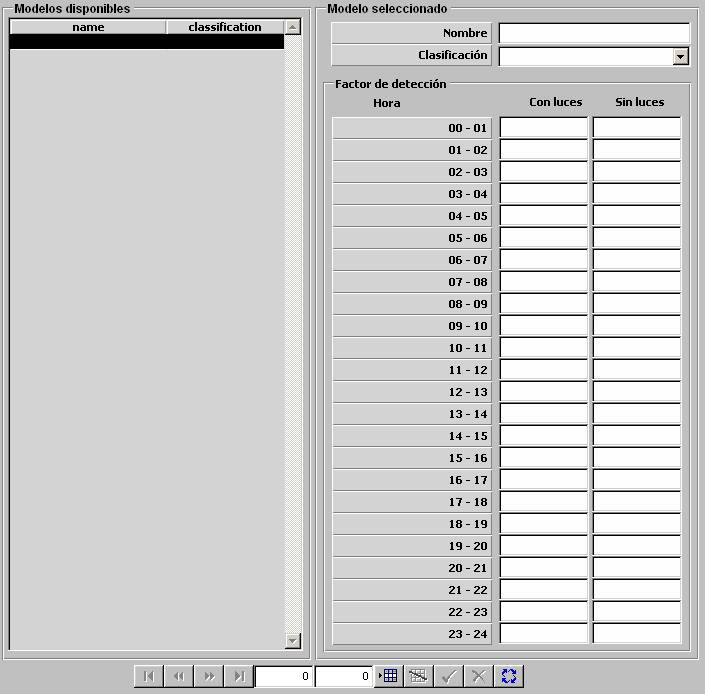 Modelos disponibles
name classification
Modelo seleccionado
Nombre
Clasificación
Factor de detección
Hora Con luces Sin luces
00 - 01
01 - 02
02 - 03
03 - 04
04 - 05
05 - 06
06 - 07
07 - 08
08 - 09
09 - 10
10 - 11
11 - 12
12 - 13
13 - 14
14 - 15
15 - 16
16 - 17
17 - 18
18 - 19
19 - 20
20 - 21
21 - 22
22 - 23
23 - 24
0 0